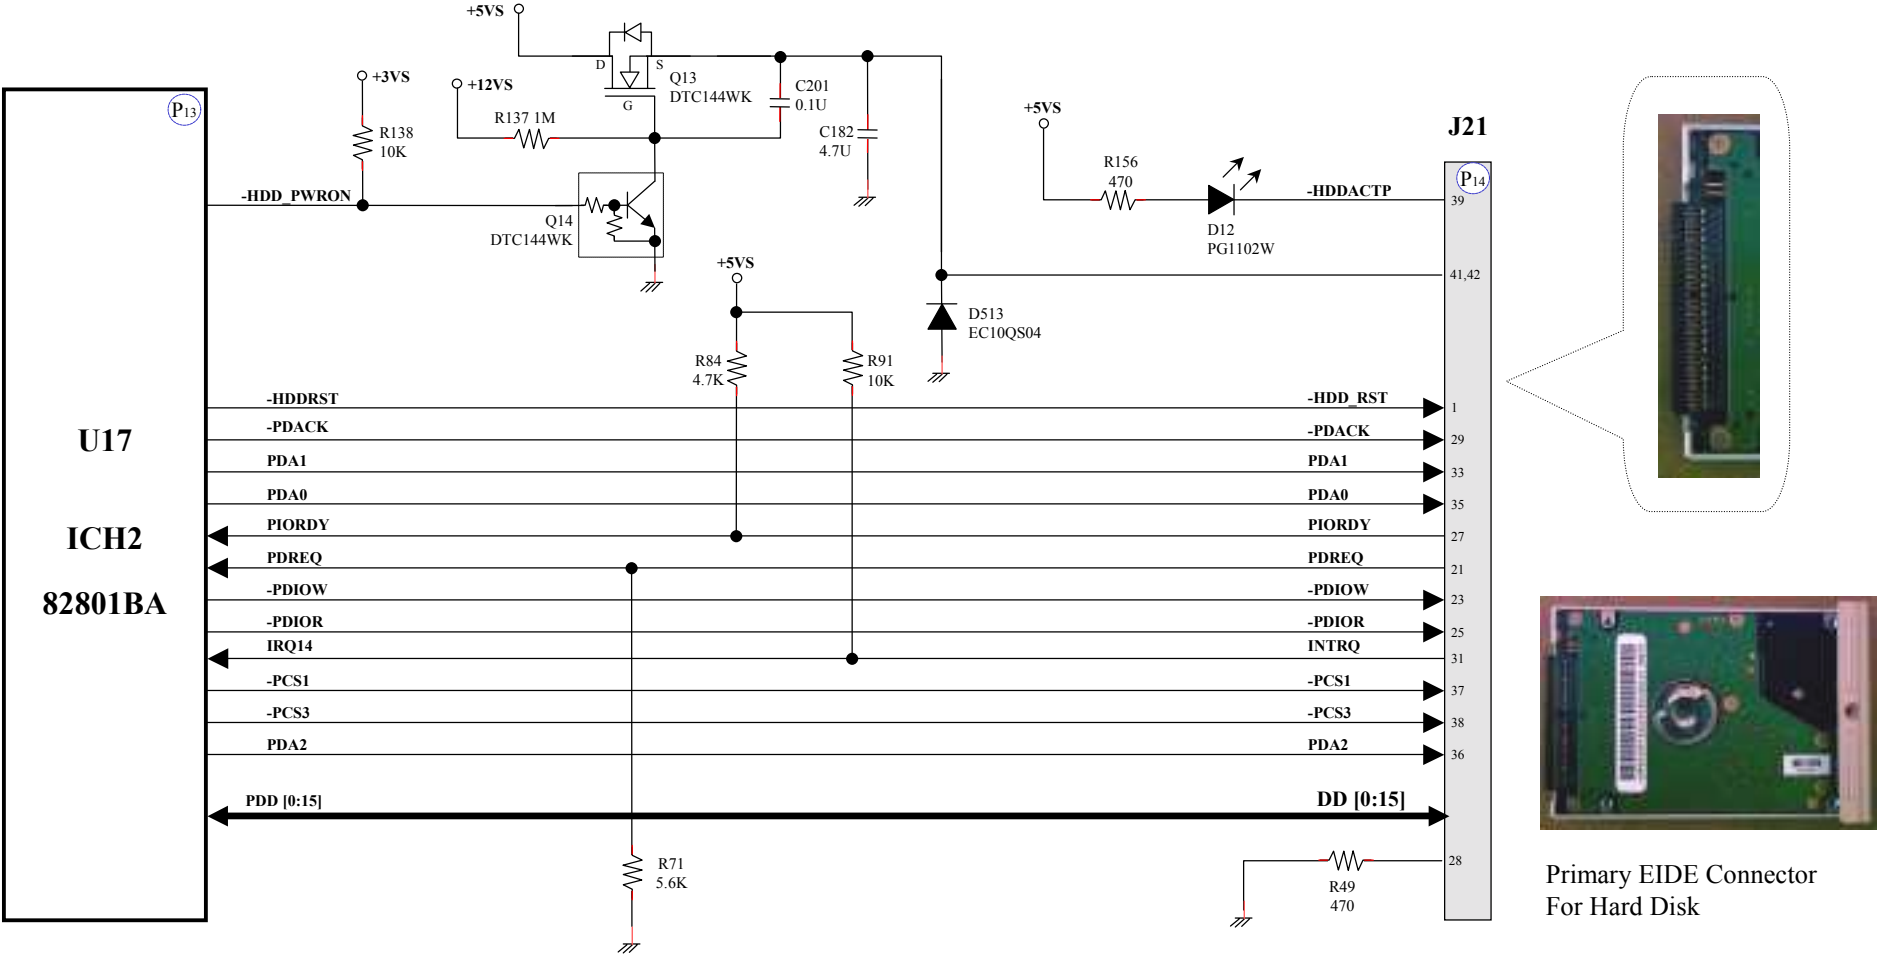 +5VS
D
S
G
Q13
DTC144WK
C201
0.1U
C182
4.7U
P13
+3VS
R138
10K
+12VS
R137 1M
-HDD_PWRON
Q14
DTC144WK
+5VS
R156
470
D12
PG1102W
-HDDACTP
J21
P14
39
41,42
D513
EC10QS04
+5VS
R84
4.7K
R91
10K
U17
ICH2
82801BA
-HDDRST
-HDD_RST
1
-PDACK
-PDACK
29
PDA1
PDA1
33
PDA0
PDA0
35
PIORDY
PIORDY
27
PDREQ
PDREQ
21
-PDIOW
-PDIOW
23
-PDIOR
-PDIOR
25
IRQ14
INTRQ
31
-PCS1
-PCS1
37
-PCS3
-PCS3
38
PDA2
PDA2
36
PDD [0:15]
DD [0:15]
R71
5.6K
R49
470
28
Primary EIDE Connector
For Hard Disk